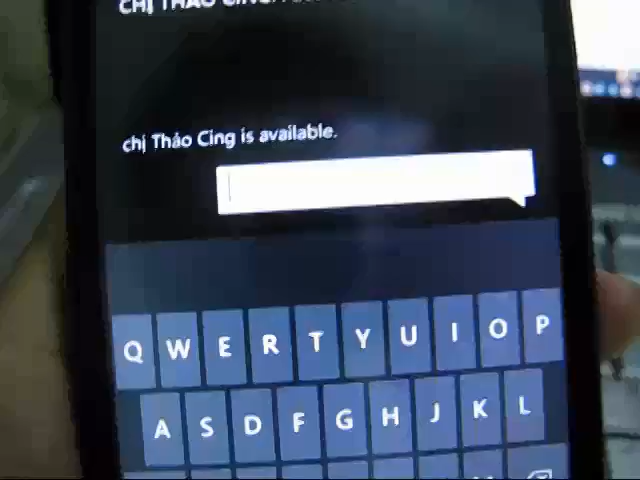 CHỊ THẢO CING
chị Thảo Cing is available.
Q W E R T Y U I O P
A S D F G H J K L